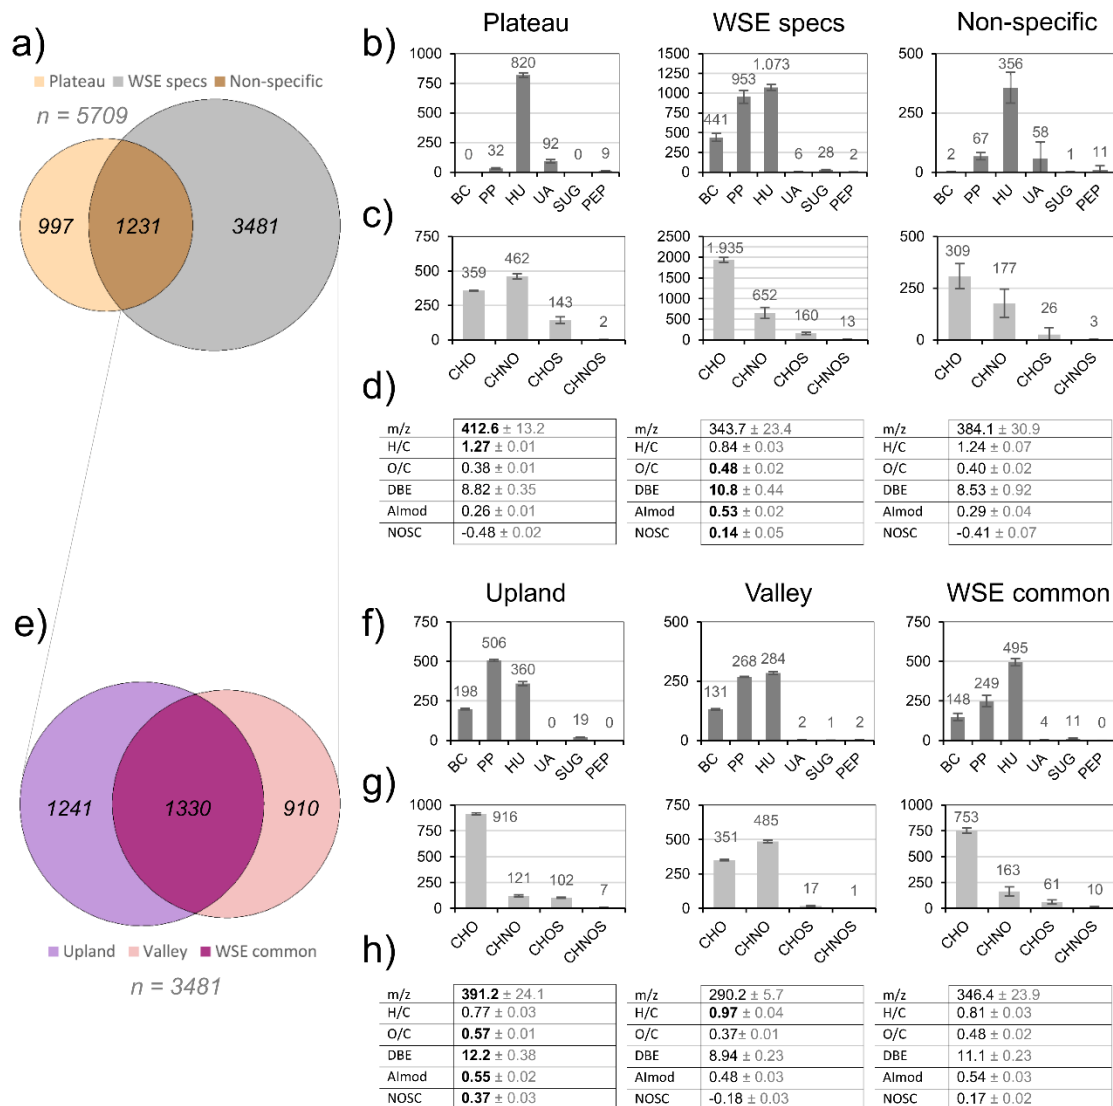 a)
Plateau WSE specs Non-specific
n = 5709
997 1231 3481
b)
Plateau WSE specs Non-specific
1000 750 500 250 0
0 32 820 92 0 9
BC PP HU UA SUG PEP
1500 1250 1000 750 500 250 0
441 953 1.073 6 28 2
BC PP HU UA SUG PEP
500 250 0
2 67 356 58 1 11
BC PP HU UA SUG PEP
c)
750 500 250 0
359 462 143 2
CHO CHNO CHOS CHNOS
2500 2000 1500 1000 500 0
1.935 652 160 13
CHO CHNO CHOS CHNOS
500 250 0
309 177 26 3
CHO CHNO CHOS CHNOS
d)
m/z 412.6 ± 13.2
H/C 1.27 ± 0.01
O/C 0.38 ± 0.01
DBE 8.82 ± 0.35
AImod 0.26 ± 0.01
NOSC -0.48 ± 0.02
m/z 343.7 ± 23.4
H/C 0.84 ± 0.03
O/C 0.48 ± 0.02
DBE 10.8 ± 0.44
AImod 0.53 ± 0.02
NOSC 0.14 ± 0.05
m/z 384.1 ± 30.9
H/C 1.24 ± 0.07
O/C 0.40 ± 0.02
DBE 8.53 ± 0.92
AImod 0.29 ± 0.04
NOSC -0.41 ± 0.07
e)
1241 1330 910
Upland Valley WSE common
n = 3481
f)
Upland Valley WSE common
750 500 250 0
198 506 360 0 19 0
BC PP HU UA SUG PEP
750 500 250 0
131 268 284 2 1 2
BC PP HU UA SUG PEP
750 500 250 0
148 249 495 4 11 0
BC PP HU UA SUG PEP
g)
1000 750 500 250 0
916 121 102 7
CHO CHNO CHOS CHNOS
750 500 250 0
351 485 17 1
CHO CHNO CHOS CHNOS
1000 750 500 250 0
753 163 61 10
CHO CHNO CHOS CHNOS
h)
m/z 391.2 ± 24.1
H/C 0.77 ± 0.03
O/C 0.57 ± 0.01
DBE 12.2 ± 0.38
AImod 0.55 ± 0.02
NOSC 0.37 ± 0.03
m/z 290.2 ± 5.7
H/C 0.97 ± 0.04
O/C 0.37± 0.01
DBE 8.94 ± 0.23
AImod 0.48 ± 0.03
NOSC -0.18 ± 0.03
m/z 346.4 ± 23.9
H/C 0.81 ± 0.03
O/C 0.48 ± 0.02
DBE 11.1 ± 0.23
AImod 0.54 ± 0.03
NOSC 0.17 ± 0.02